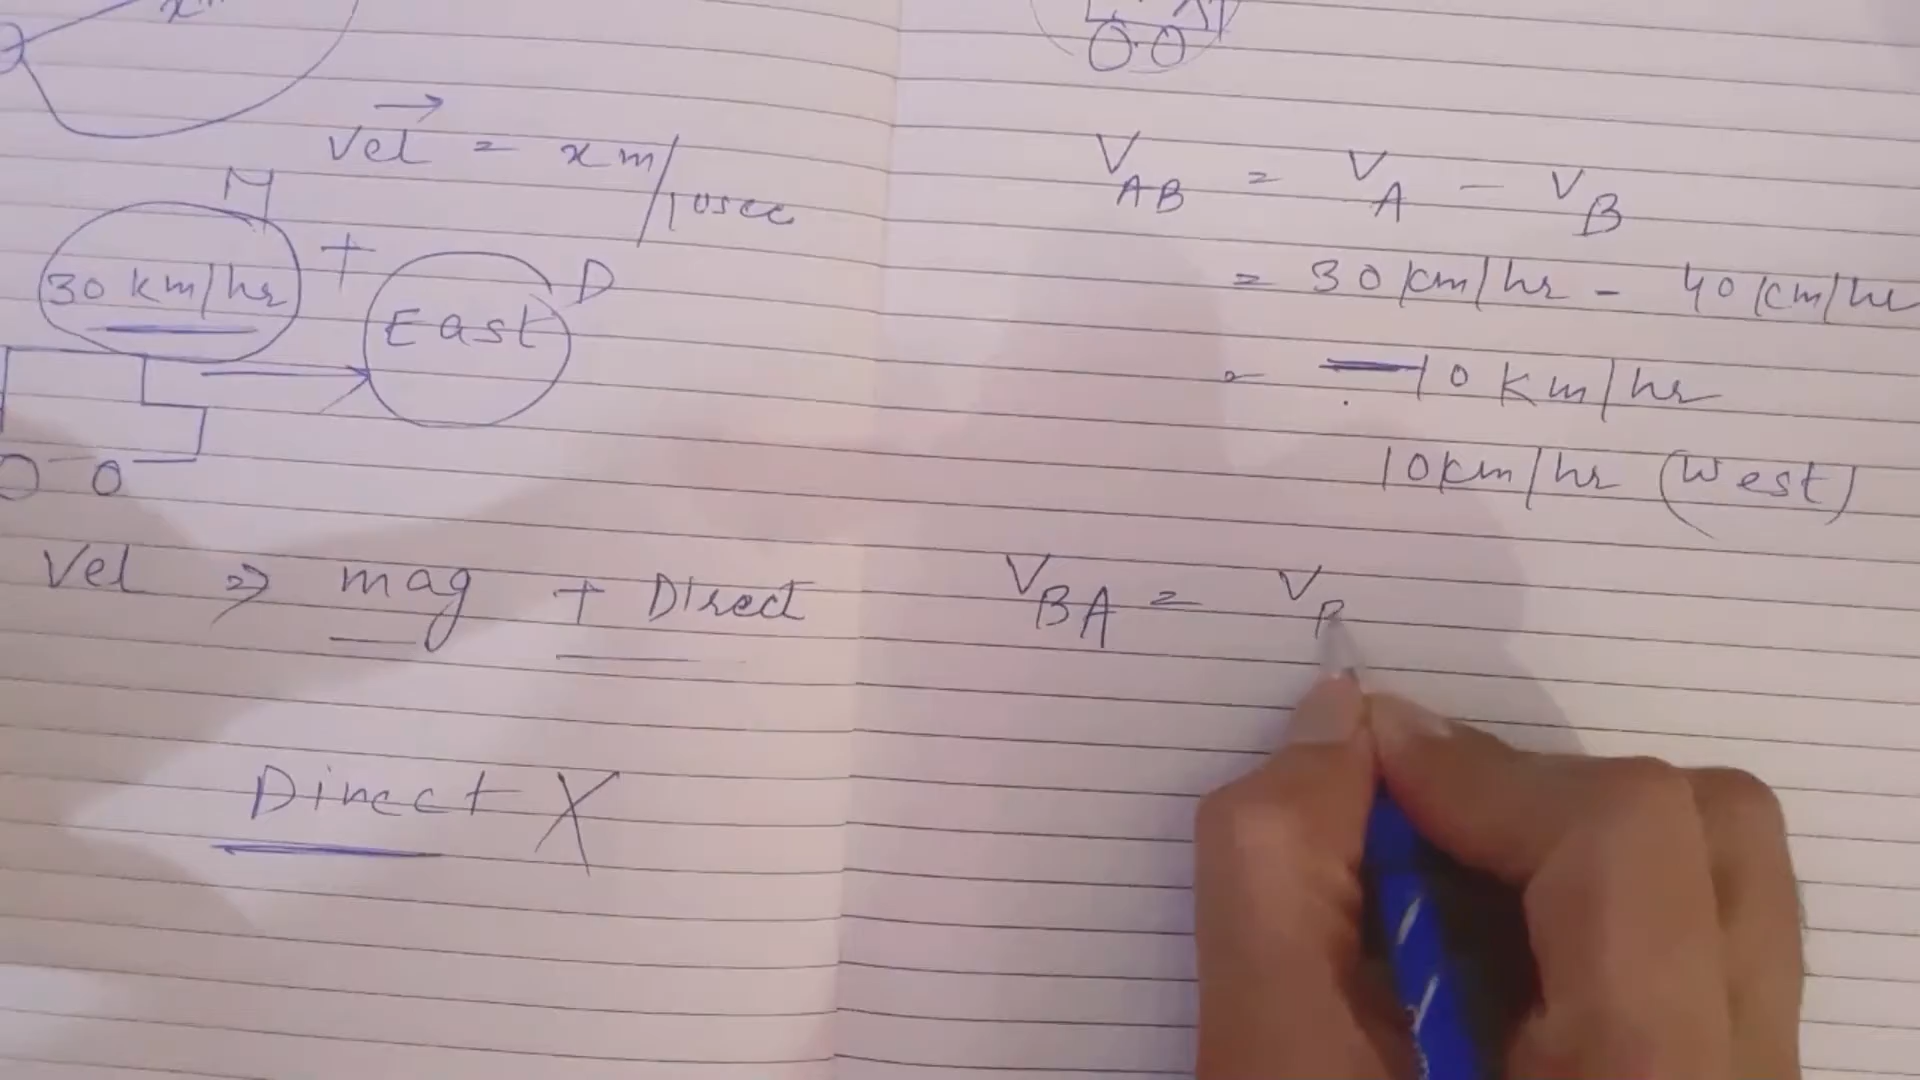 Vel = xm/10sec
M
30 km/hr + East D
Vel ⇒ mag + Direct
Direct X
V_AB = V_A - V_B
= 30 km/hr - 40 km/hr
= -10 km/hr
10 km/hr (West)
V_BA = V_B